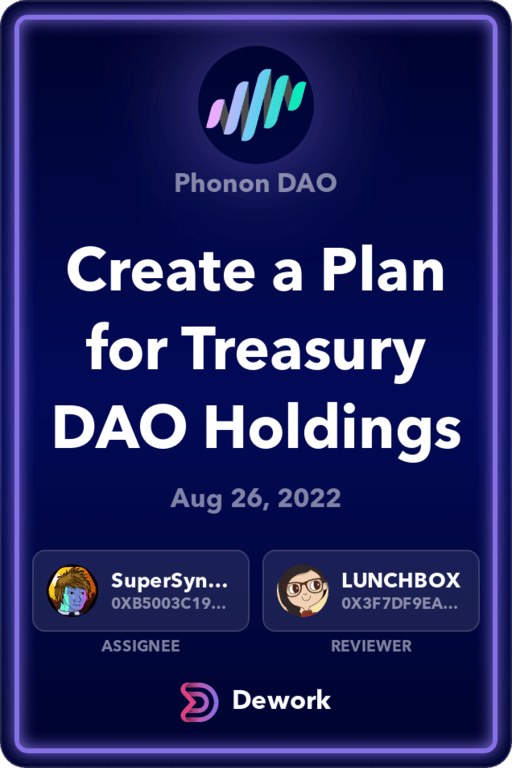 Phonon DAO
Create a Plan
for Treasury
DAO Holdings
Aug 26, 2022
SuperSyn...
0XB5003C19...
ASSIGNEE
LUNCHBOX
0X3F7DF9EA...
REVIEWER
Dework